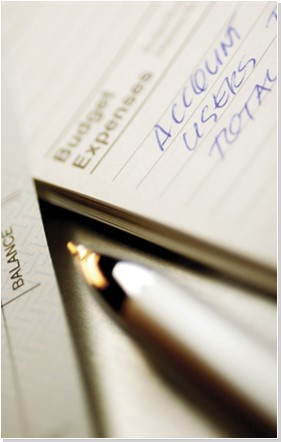 Budget
Expenses
ACCOUNT
USERS
TOTAL
BALANCE